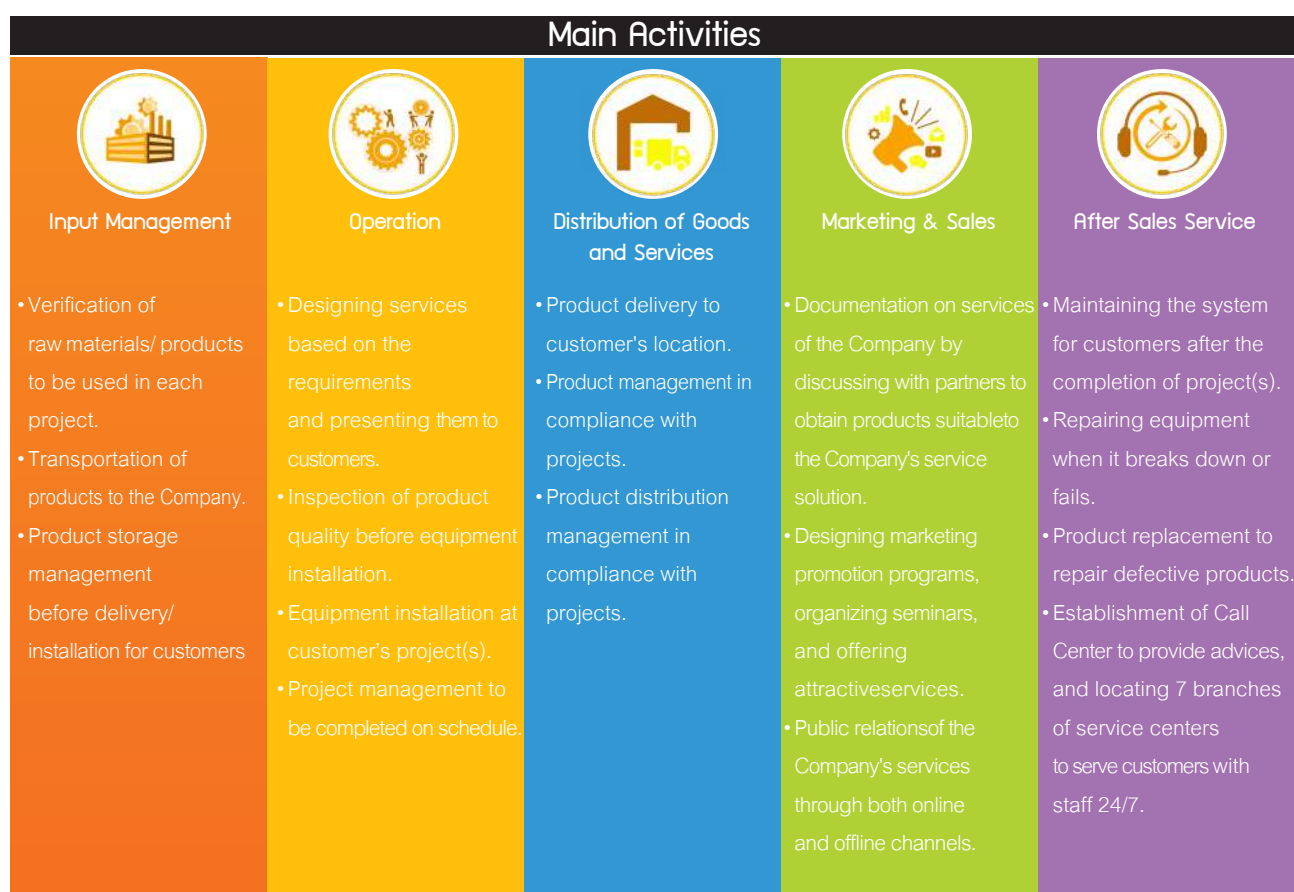 Main Activities
Input Management
• Verification of
raw materials/ products
to be used in each
project.
• Transportation of
products to the Company.
• Product storage
management
before delivery/
installation for customers
Operation
• Designing services
based on the
requirements
and presenting them to
customers.
• Inspection of product
quality before equipment
installation.
• Equipment installation at
customer's project(s).
• Project management to
be completed on schedule.
Distribution of Goods
and Services
• Product delivery to
customer's location.
• Product management in
compliance with
projects.
• Product distribution
management in
compliance with
projects.
Marketing & Sales
• Documentation on services
of the Company by
discussing with partners to
obtain products suitableto
the Company's service
solution.
• Designing marketing
promotion programs,
organizing seminars,
and offering
attractiveservices.
• Public relationsof the
Company's services
through both online
and offline channels.
After Sales Service
• Maintaining the system
for customers after the
completion of project(s).
• Repairing equipment
when it breaks down or
fails.
• Product replacement to
repair defective products.
• Establishment of Call
Center to provide advices,
and locating 7 branches
of service centers
to serve customers with
staff 24/7.